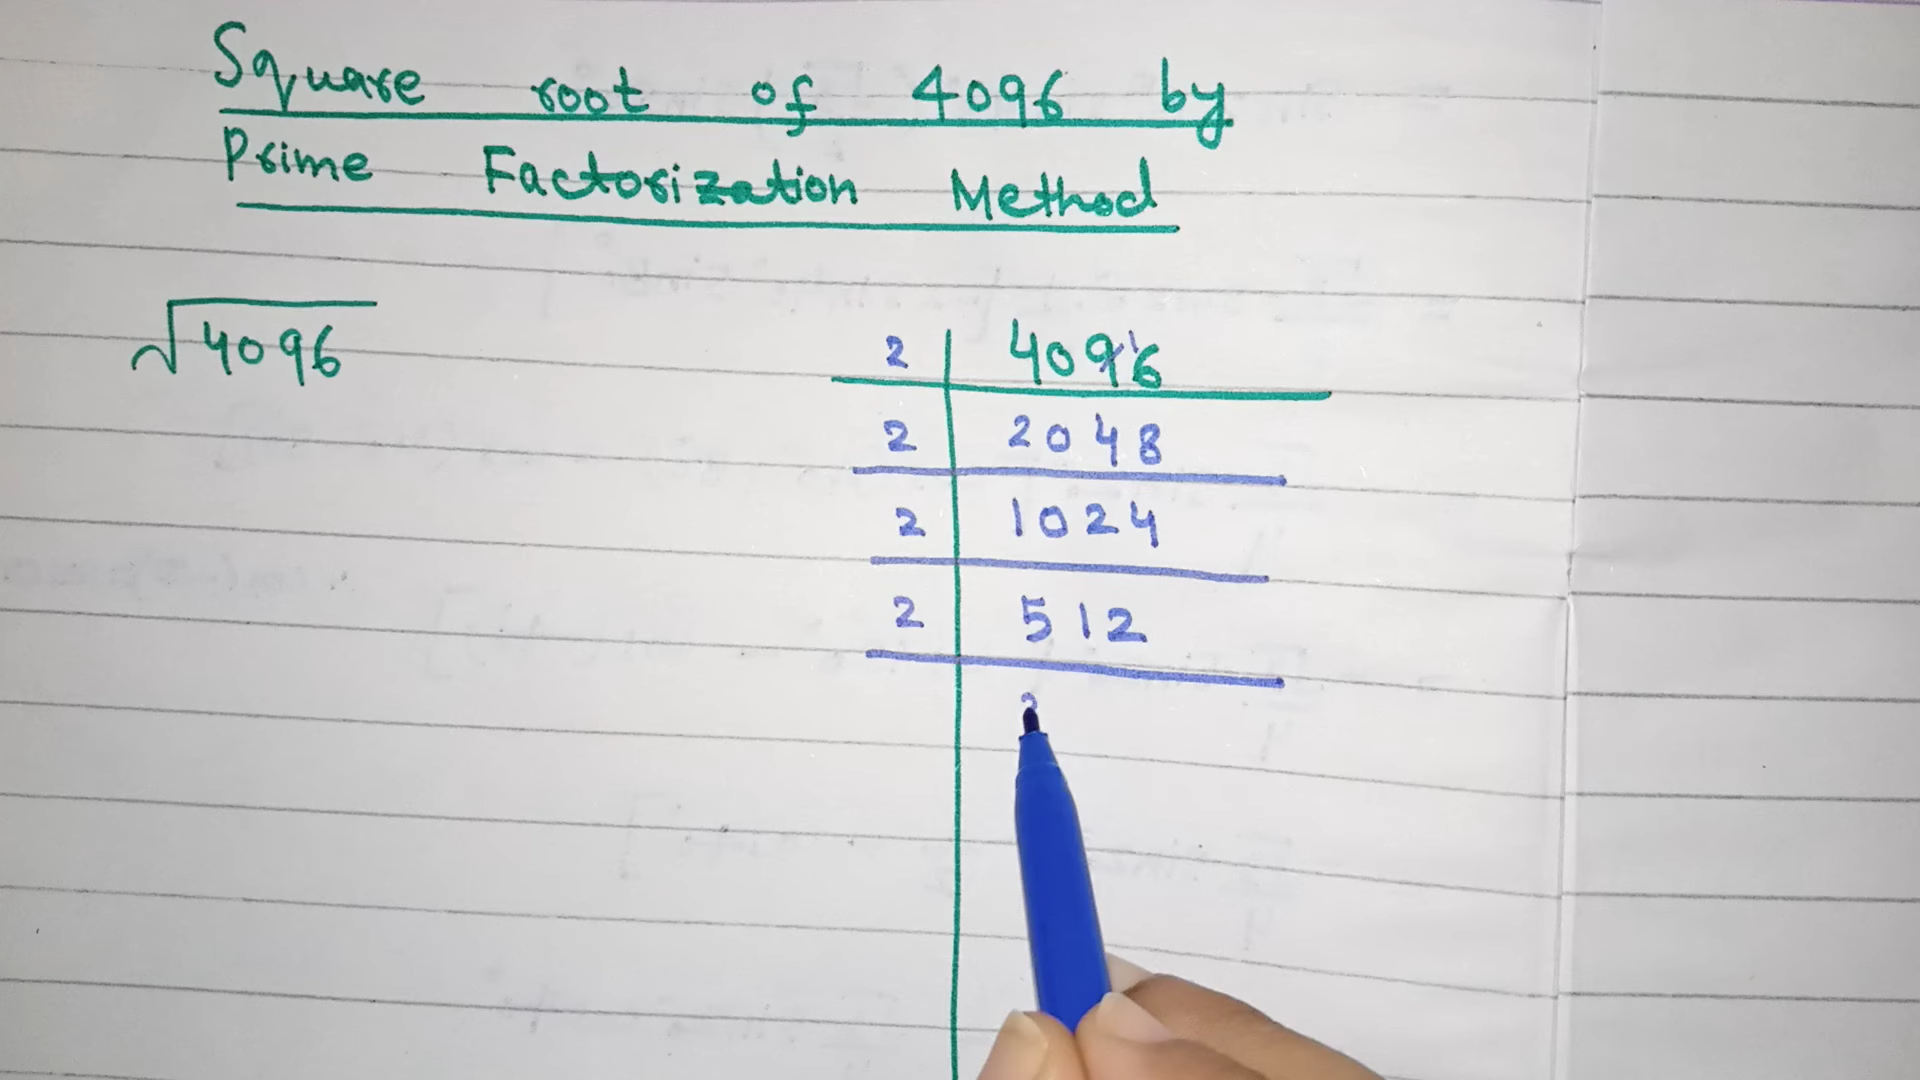 Square root of 4096 by
Prime Factorization Method
√4096
2 | 4096
2 | 2048
2 | 1024
2 | 512